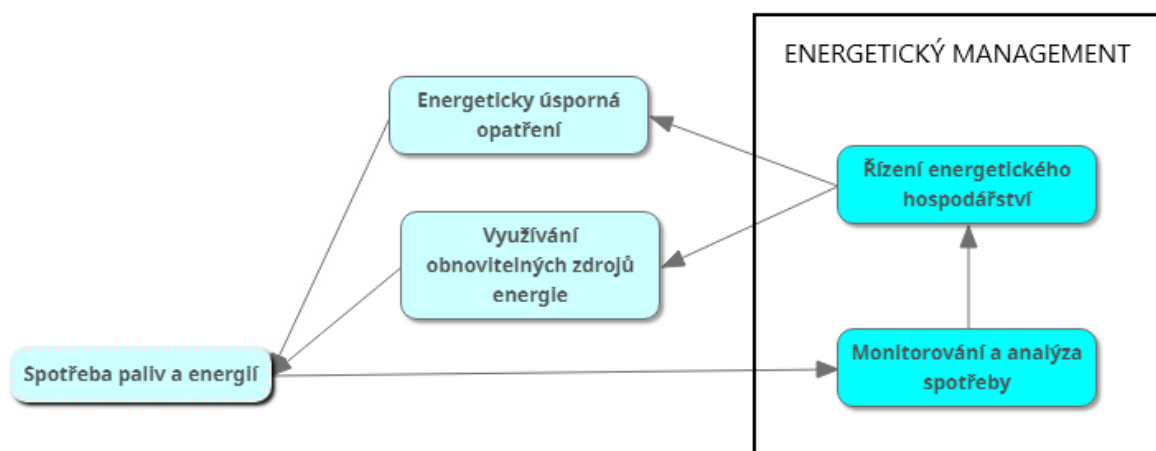 ENERGETICKÝ MANAGEMENT
Energeticky úsporná
opatření
Řízení energetického
hospodářství
Využívání
obnovitelných zdrojů
energie
Spotřeba paliv a energií
Monitorování a analýza
spotřeby